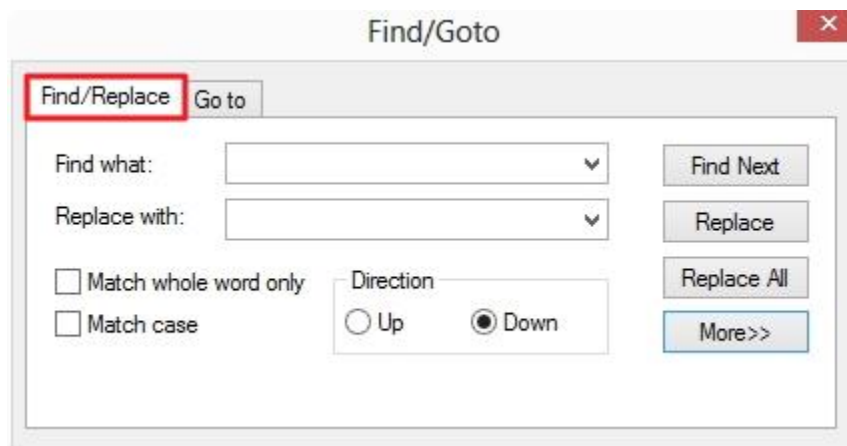 Find/Goto
Find/Replace Go to
Find what: Find Next
Replace with: Replace
Match whole word only Direction Replace All
Match case Up Down More>>